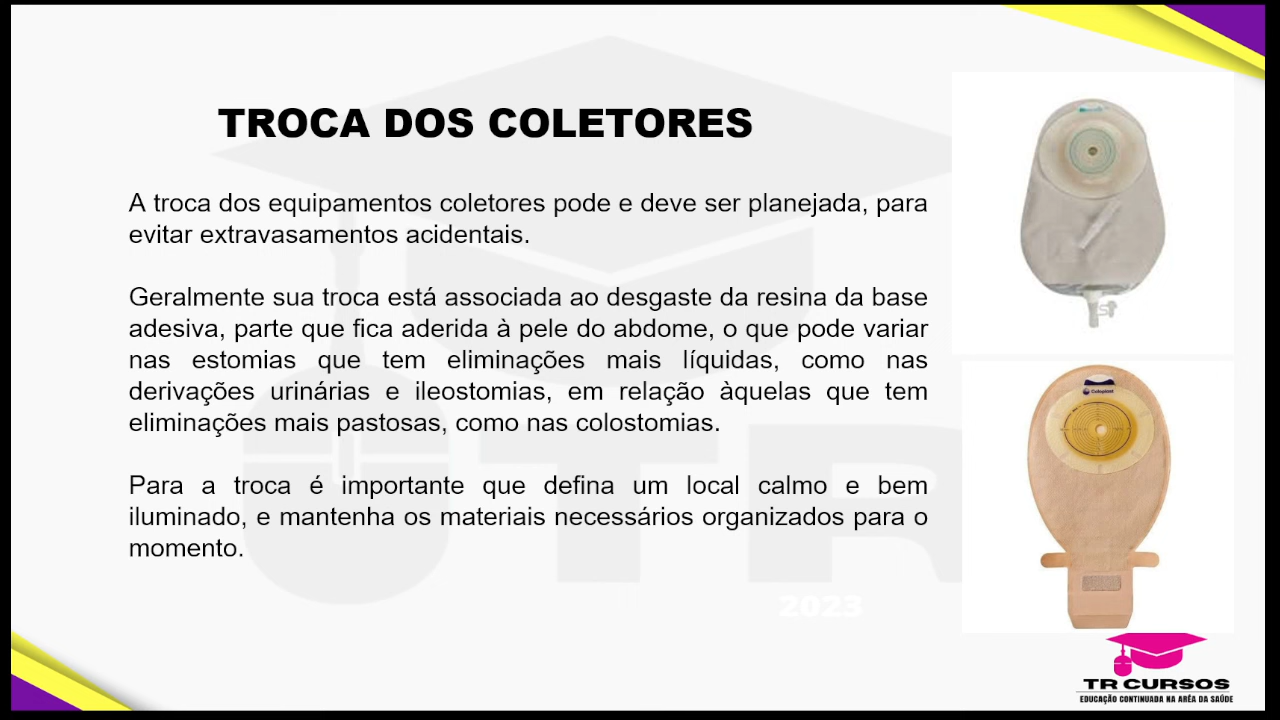 TROCA DOS COLETORES
A troca dos equipamentos coletores pode e deve ser planejada, para
evitar extravasamentos acidentais.
Geralmente sua troca está associada ao desgaste da resina da base
adesiva, parte que fica aderida à pele do abdome, o que pode variar
nas estomias que tem eliminações mais líquidas, como nas
derivações urinárias e ileostomias, em relação àquelas que tem
eliminações mais pastosas, como nas colostomias.
Para a troca é importante que defina um local calmo e bem
iluminado, e mantenha os materiais necessários organizados para o
momento.
2023
Coloplast
TR
TR CURSOS
EDUCAÇÃO CONTINUADA NA ARÊA DA SAÚDE